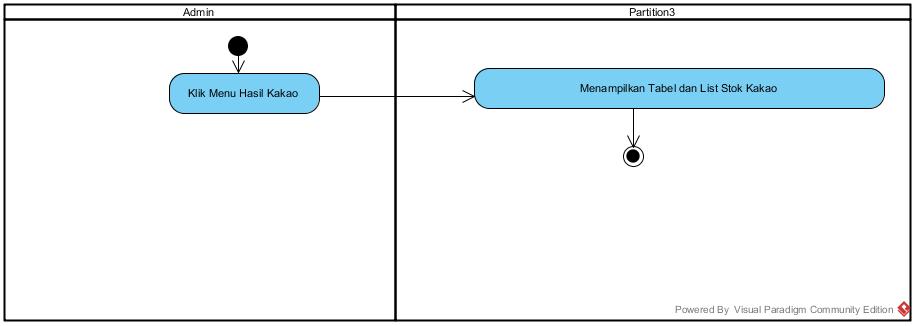 Admin
Partition3
Klik Menu Hasil Kakao
Menampilkan Tabel dan List Stok Kakao
Powered By Visual Paradigm Community Edition